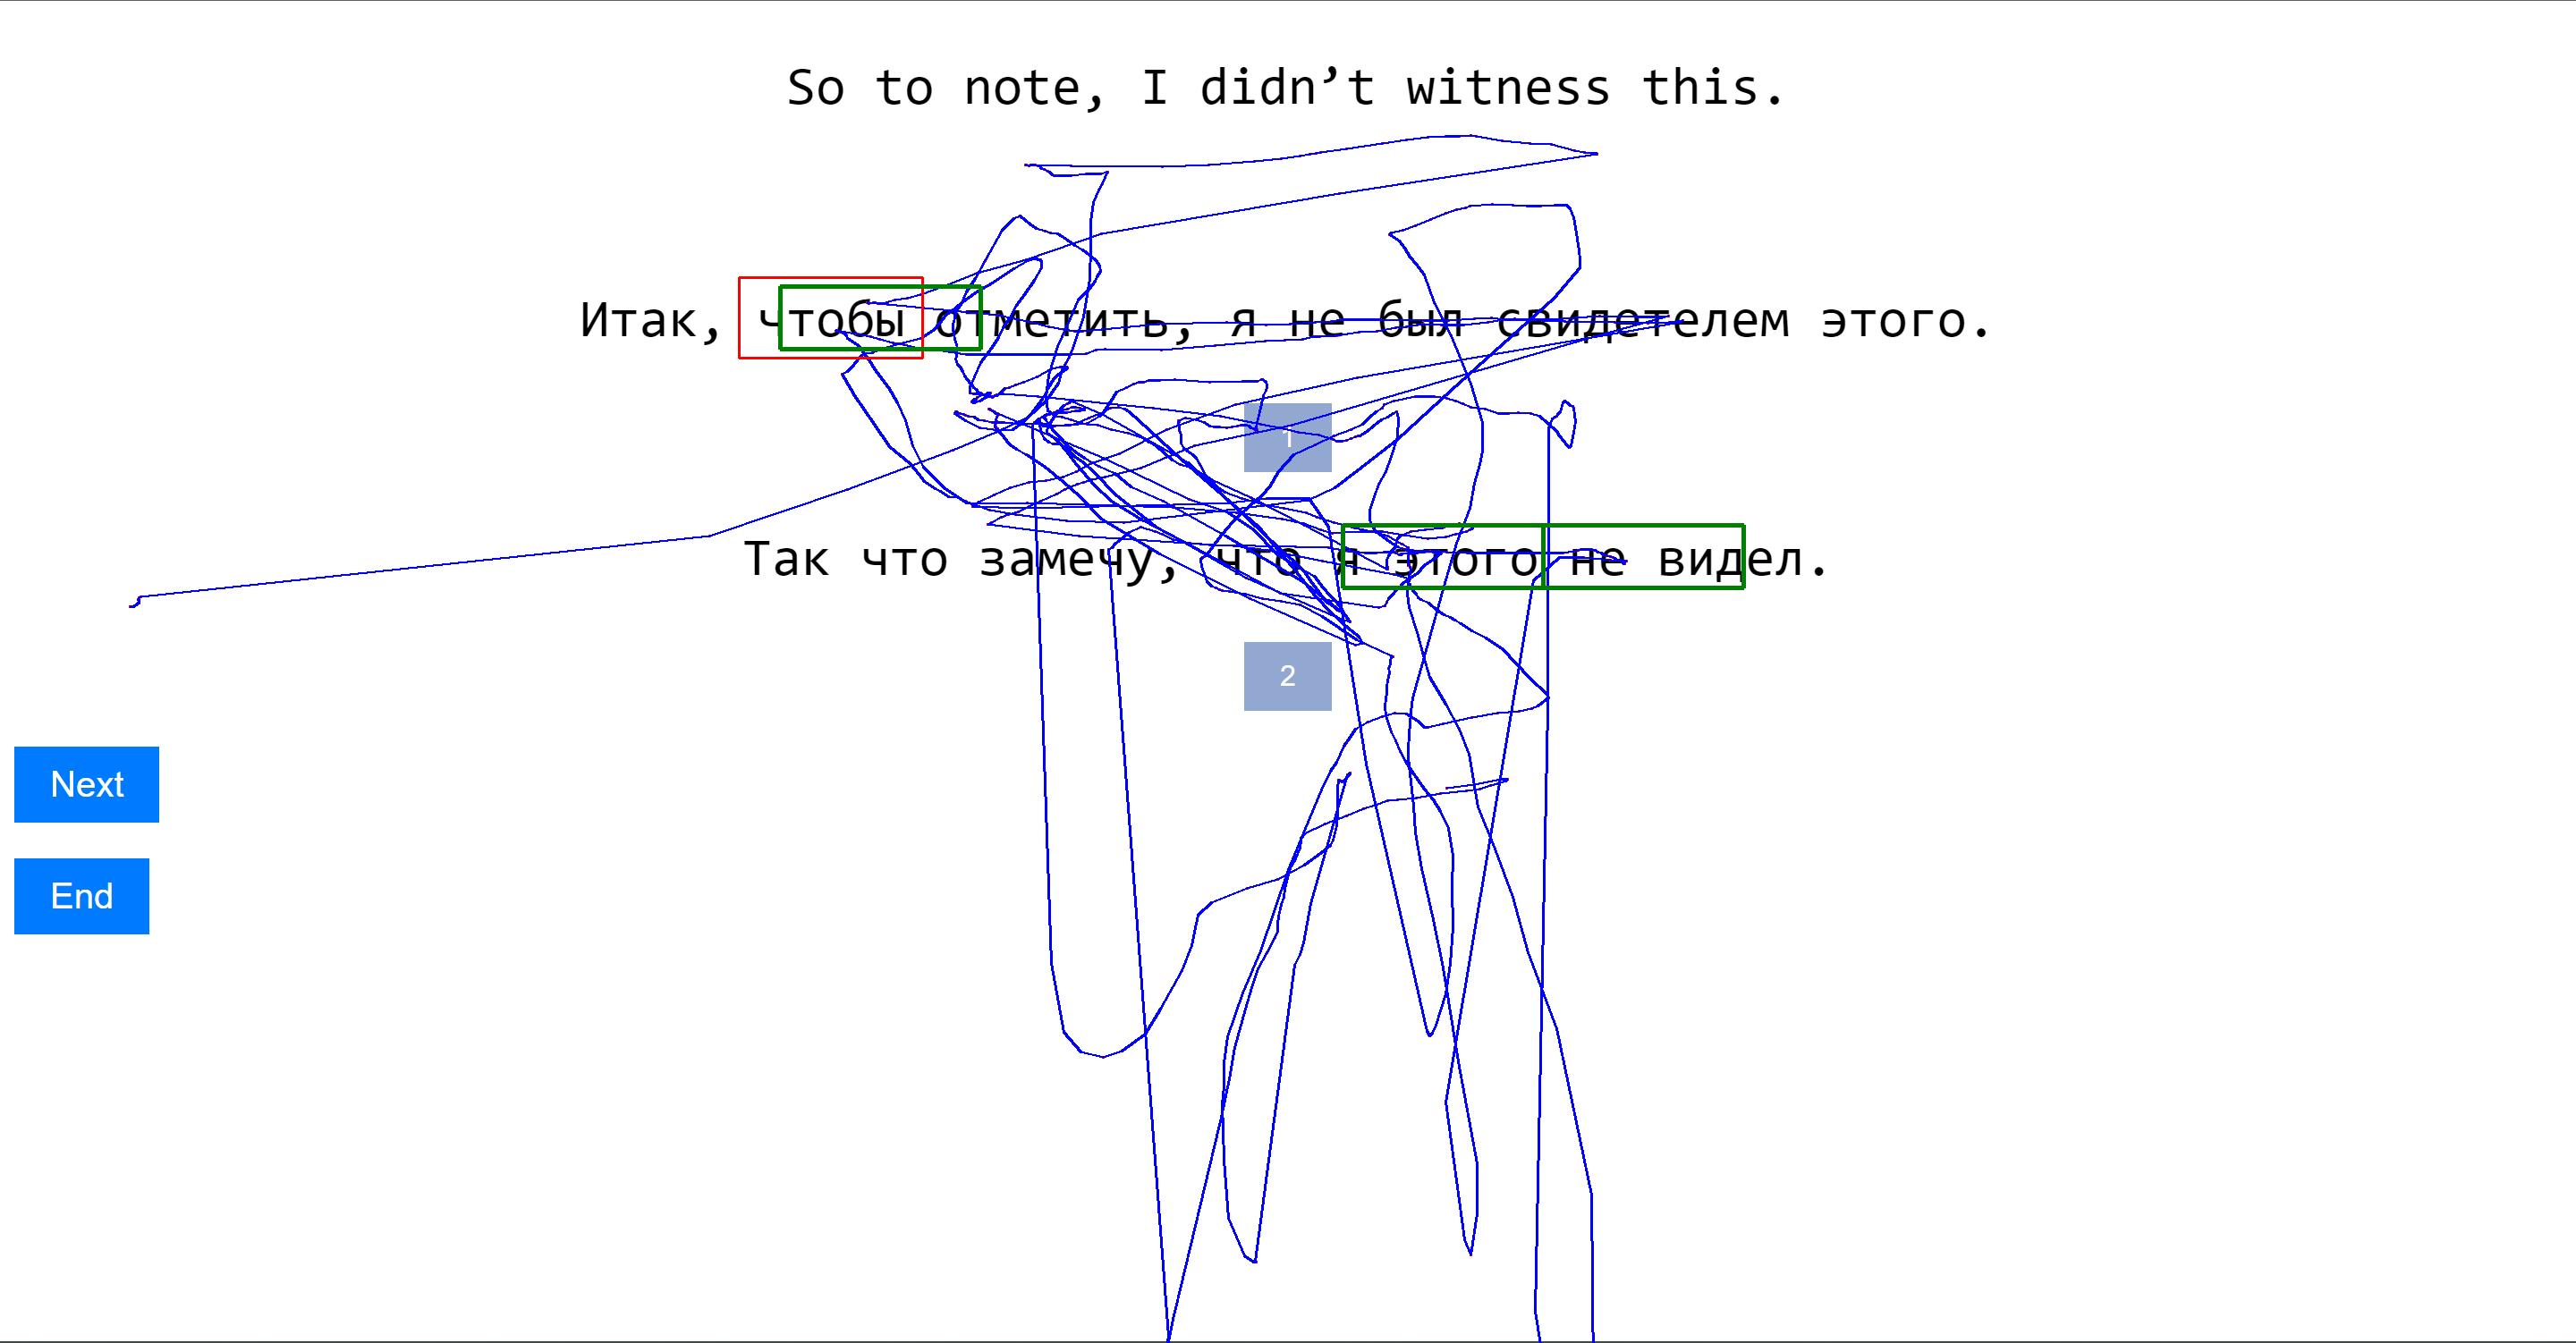 So to note, I didn’t witness this.
Итак, чтобы отметить, я не был свидетелем этого.
1
Так что замечу, что я этого не видел.
2
Next
End